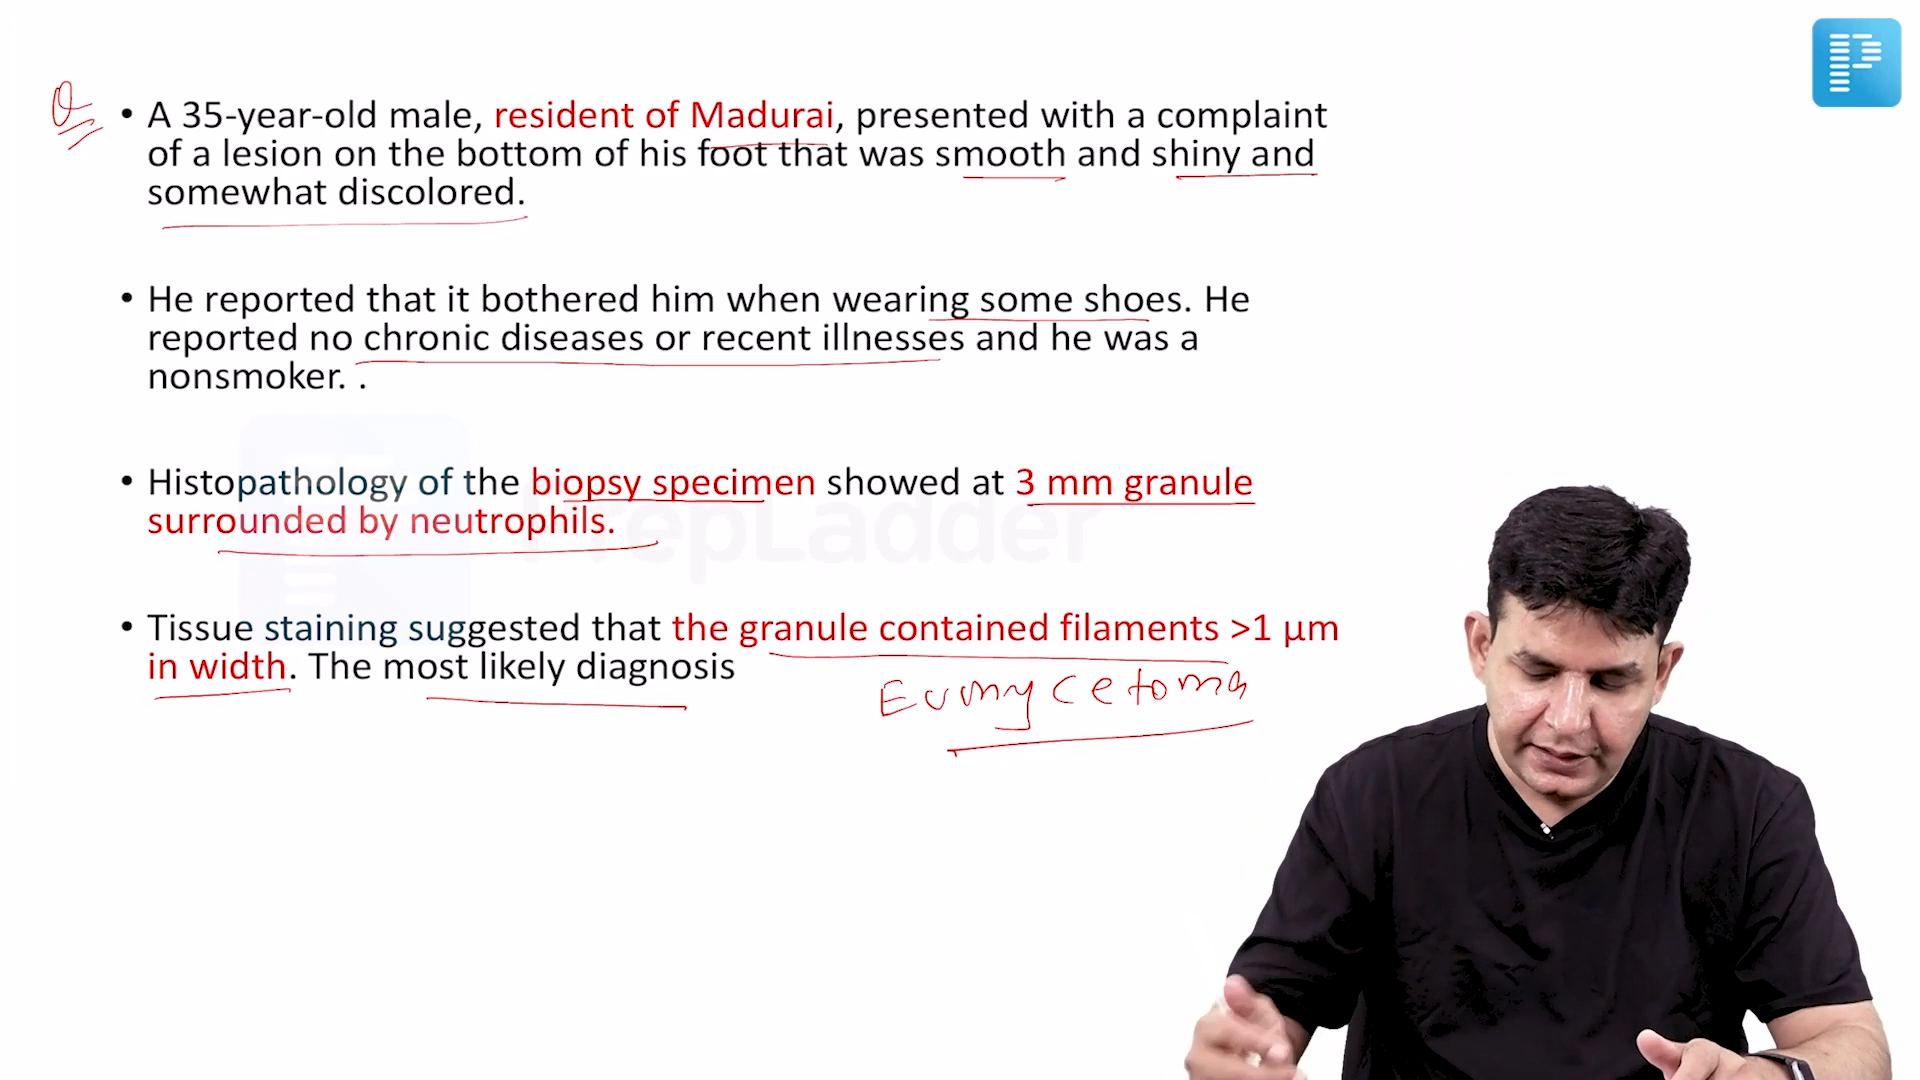 Q
• A 35-year-old male, resident of Madurai, presented with a complaint
of a lesion on the bottom of his foot that was smooth and shiny and
somewhat discolored.
• He reported that it bothered him when wearing some shoes. He
reported no chronic diseases or recent illnesses and he was a
nonsmoker. .
• Histopathology of the biopsy specimen showed at 3 mm granule
surrounded by neutrophils.
PrepLadder
• Tissue staining suggested that the granule contained filaments >1 µm
in width. The most likely diagnosis
Eumycetoma